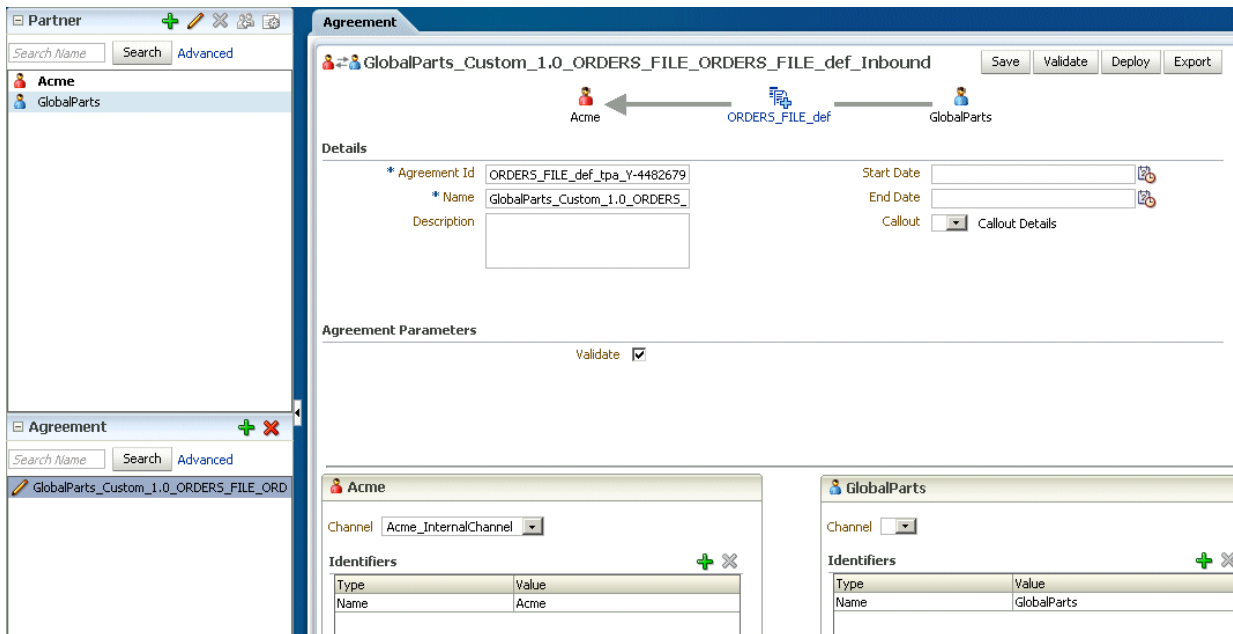 Partner
Search Name Search Advanced
Acme
GlobalParts
Agreement
Search Name Search Advanced
GlobalParts_Custom_1.0_ORDERS_FILE_ORD
Agreement
GlobalParts_Custom_1.0_ORDERS_FILE_ORDERS_FILE_def_Inbound Save Validate Deploy Export
Acme ORDERS_FILE_def GlobalParts
Details
* Agreement Id ORDERS_FILE_def_tpa_Y-4482679 Start Date
* Name GlobalParts_Custom_1.0_ORDERS_ End Date
Description Callout Callout Details
Agreement Parameters
Validate
Acme
Channel Acme_InternalChannel
Identifiers
Type Value
Name Acme
GlobalParts
Channel
Identifiers
Type Value
Name GlobalParts